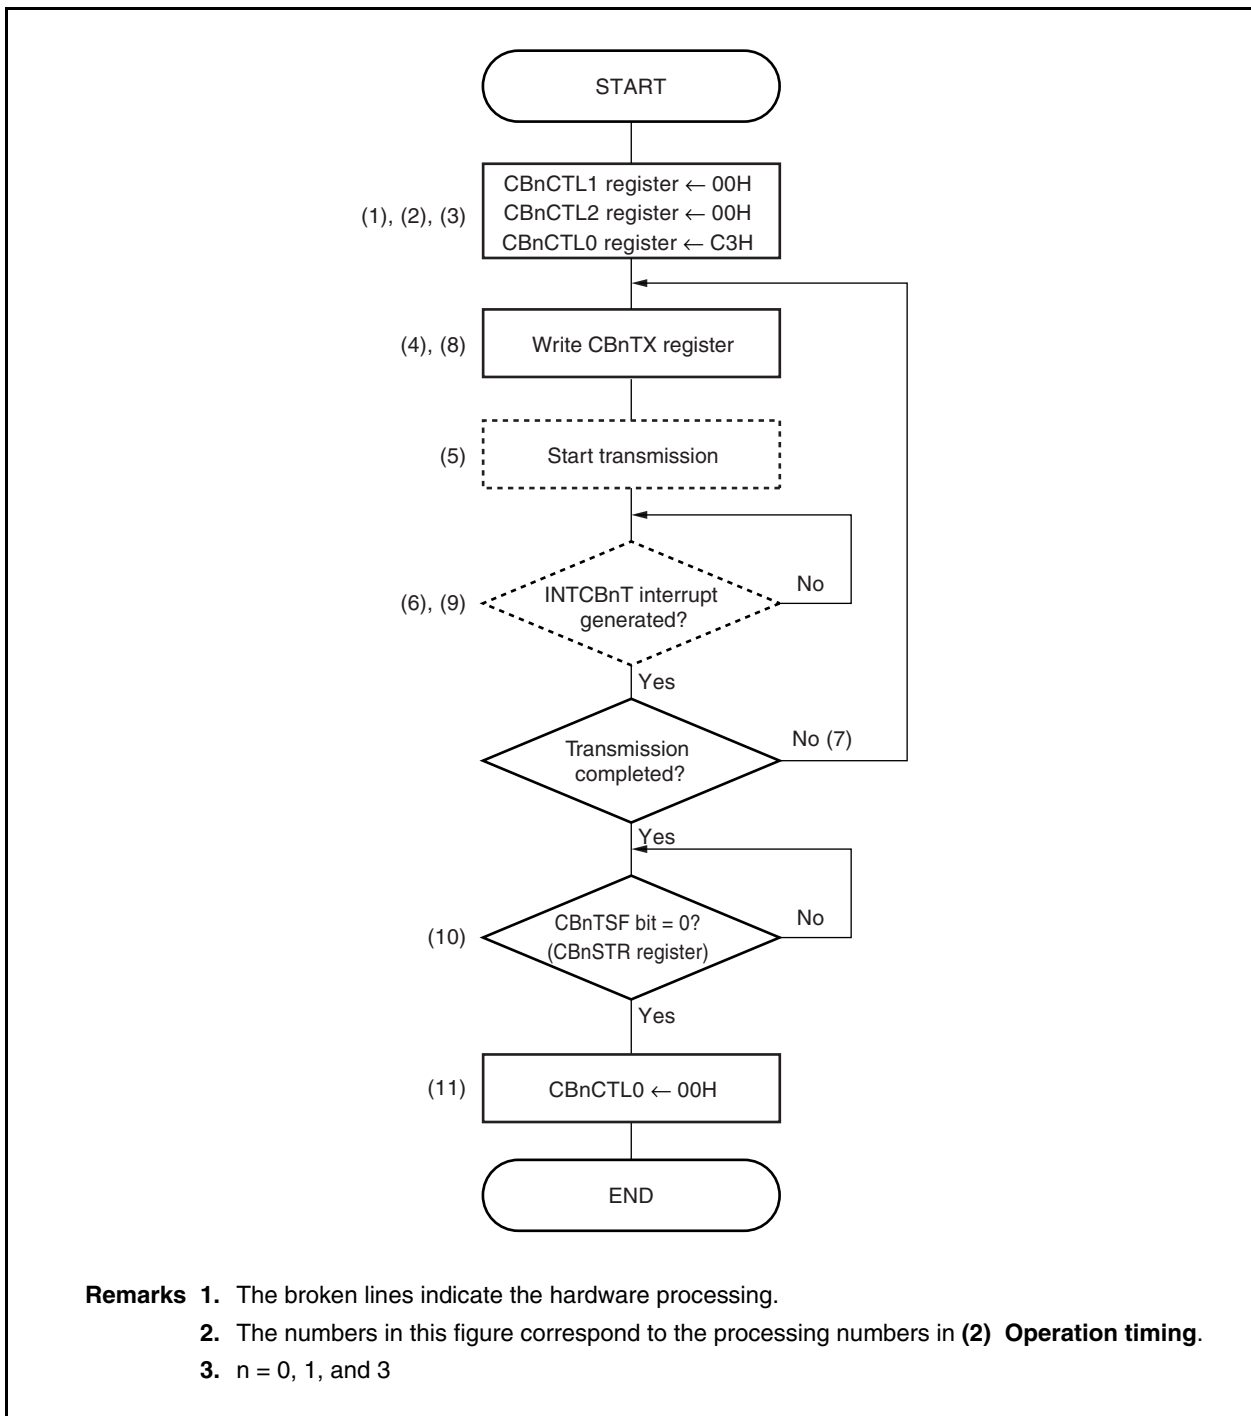 START
CBnCTL1 register ← 00H
CBnCTL2 register ← 00H
(1), (2), (3)
CBnCTL0 register ← C3H
(4), (8)
Write CBnTX register
(5)
Start transmission
INTCBnT interrupt
generated?
No
(6), (9)
Yes
Transmission
completed?
No (7)
Yes
CBnTSF bit = 0?
(CBnSTR register)
No
(10)
Yes
(11)
CBnCTL0 ← 00H
END
Remarks 1. The broken lines indicate the hardware processing.
2. The numbers in this figure correspond to the processing numbers in (2) Operation timing.
3. n = 0, 1, and 3